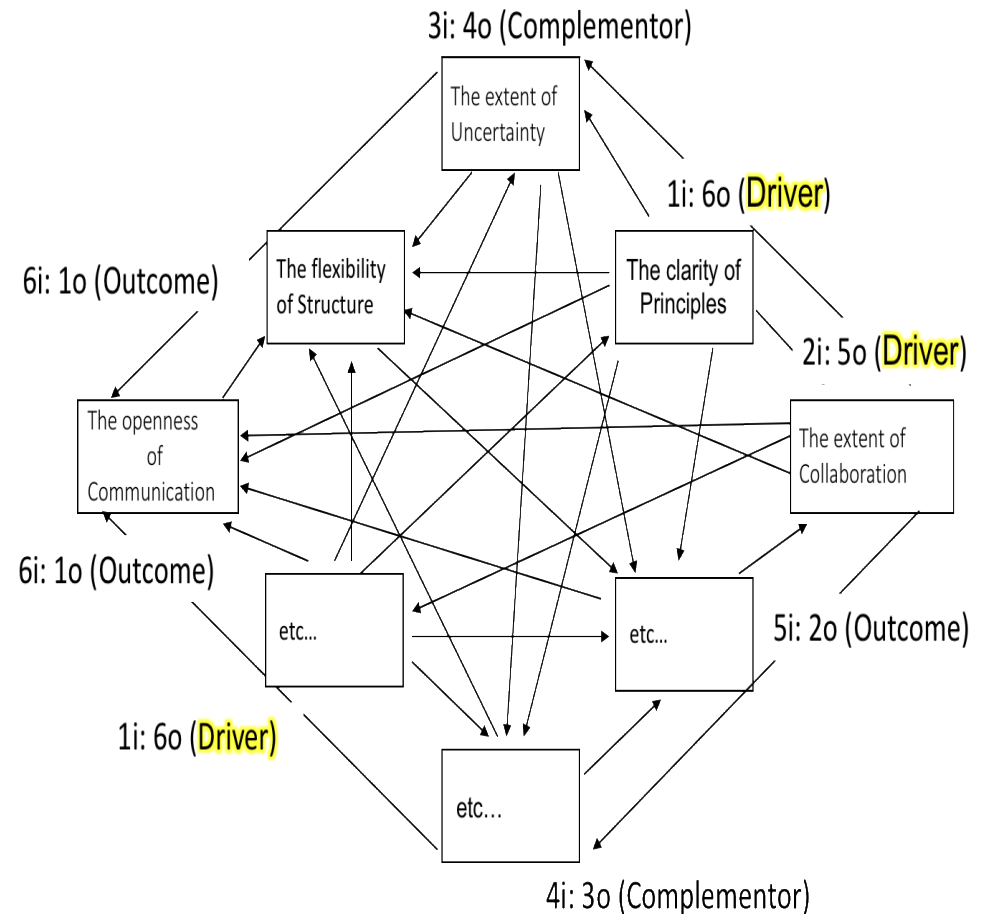 3i: 4o (Complementor)
The extent of
Uncertainty
1i: 6o (Driver)
6i: 1o (Outcome)
The flexibility
of Structure
The clarity of
Principles
2i: 5o (Driver)
The openness
of
Communication
The extent of
Collaboration
6i: 1o (Outcome)
etc...
etc...
5i: 2o (Outcome)
1i: 6o (Driver)
etc...
4i: 3o (Complementor)